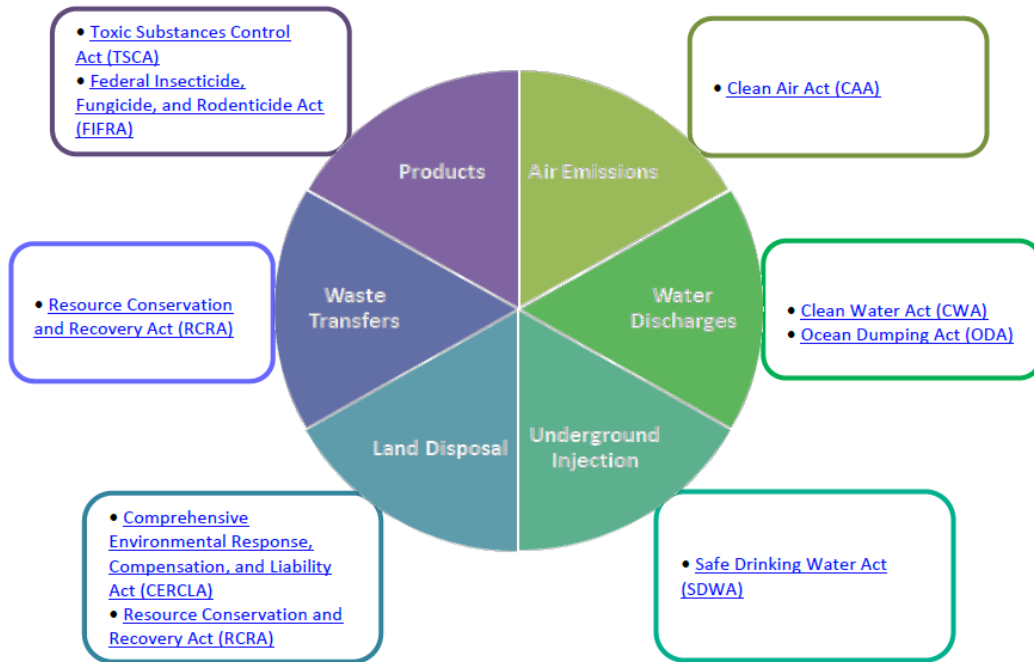 • Toxic Substances Control
Act (TSCA)
• Federal Insecticide,
Fungicide, and Rodenticide Act
(FIFRA)
• Clean Air Act (CAA)
Products
Air Emissions
• Resource Conservation
and Recovery Act (RCRA)
Waste
Transfers
Water
Discharges
• Clean Water Act (CWA)
• Ocean Dumping Act (ODA)
Land Disposal
Underground
Injection
• Comprehensive
Environmental Response,
Compensation, and Liability
Act (CERCLA)
• Resource Conservation and
Recovery Act (RCRA)
• Safe Drinking Water Act
(SDWA)